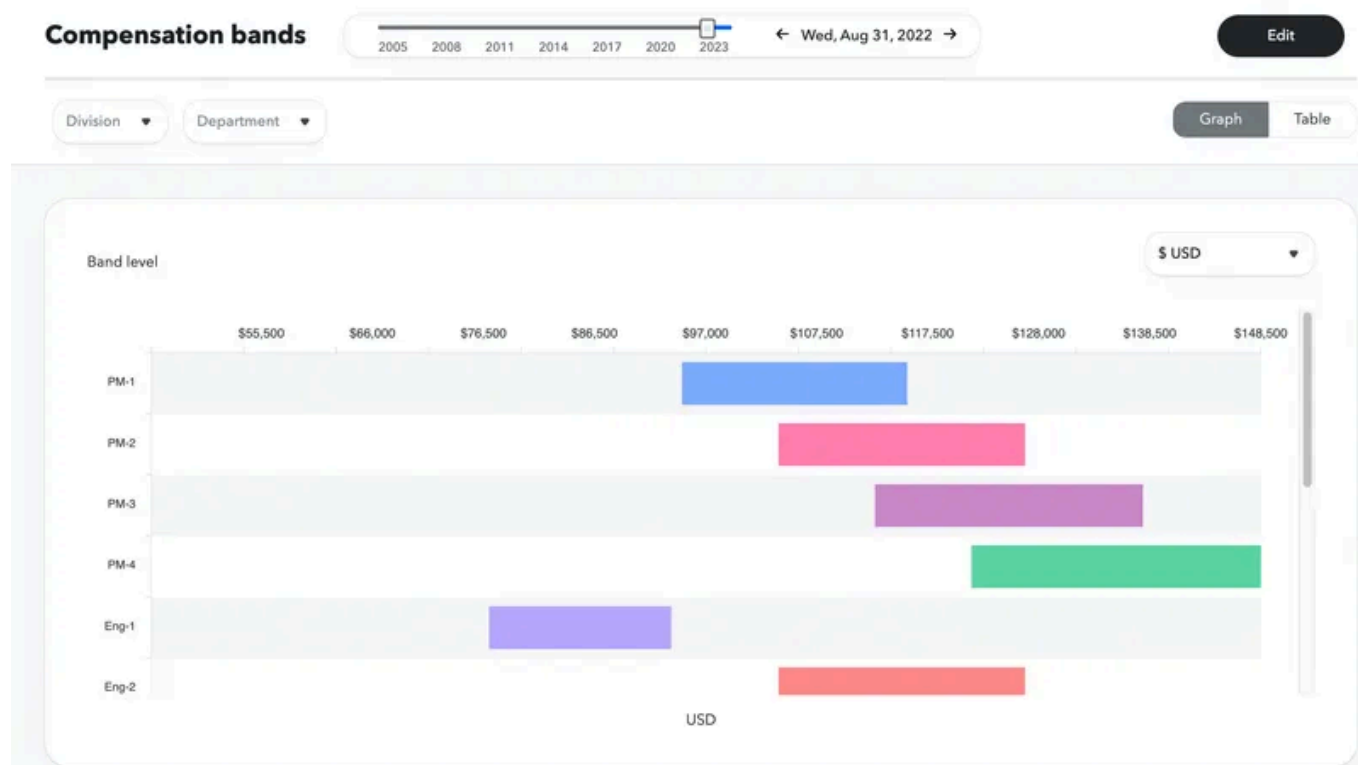 Compensation bands
2005 2008 2011 2014 2017 2020 2023
← Wed, Aug 31, 2022 →
Edit
Division ▼ Department ▼
Graph Table
Band level
$ USD ▼
$55,500 $66,000 $76,500 $86,500 $97,000 $107,500 $117,500 $128,000 $138,500 $148,500
PM-1
PM-2
PM-3
PM-4
Eng-1
Eng-2
USD